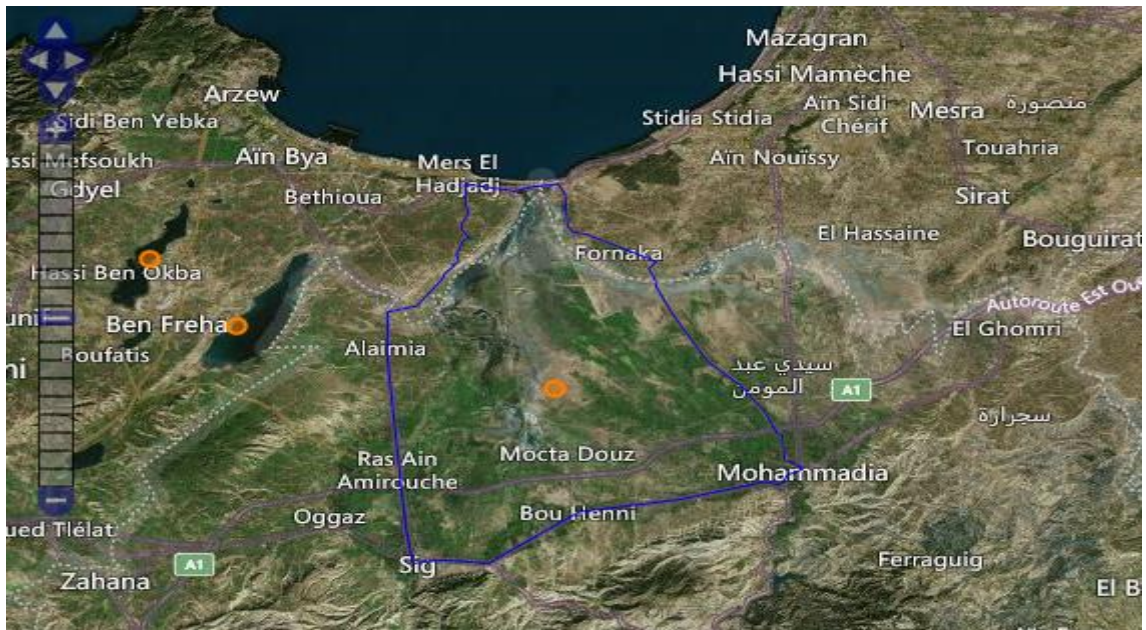 Mazagran
Hassi Mamèche
Arzew
Aïn Sidi
Chérif
Mesra
منصورة
Sidi Ben Yebka
Stidia Stidia
Touahria
assi Mefsoukh
Aïn Bya
Mers El
Hadjadj
Aïn Nouïssy
Gdyel
Bethioua
Sirat
El Hassaine
Bouguirat
Fornaka
Hassi Ben Okba
Autoroute Est Ou
Ben Freha
El Ghomri
Boufatis
Alaimia
سيدي عبد
المومن
A1
سجرارة
Ras Ain
Amirouche
Mocta Douz
Mohammadia
Oggaz
Bou Henni
oued Tlélat
A1
Sig
Ferraguig
Zahana
El B